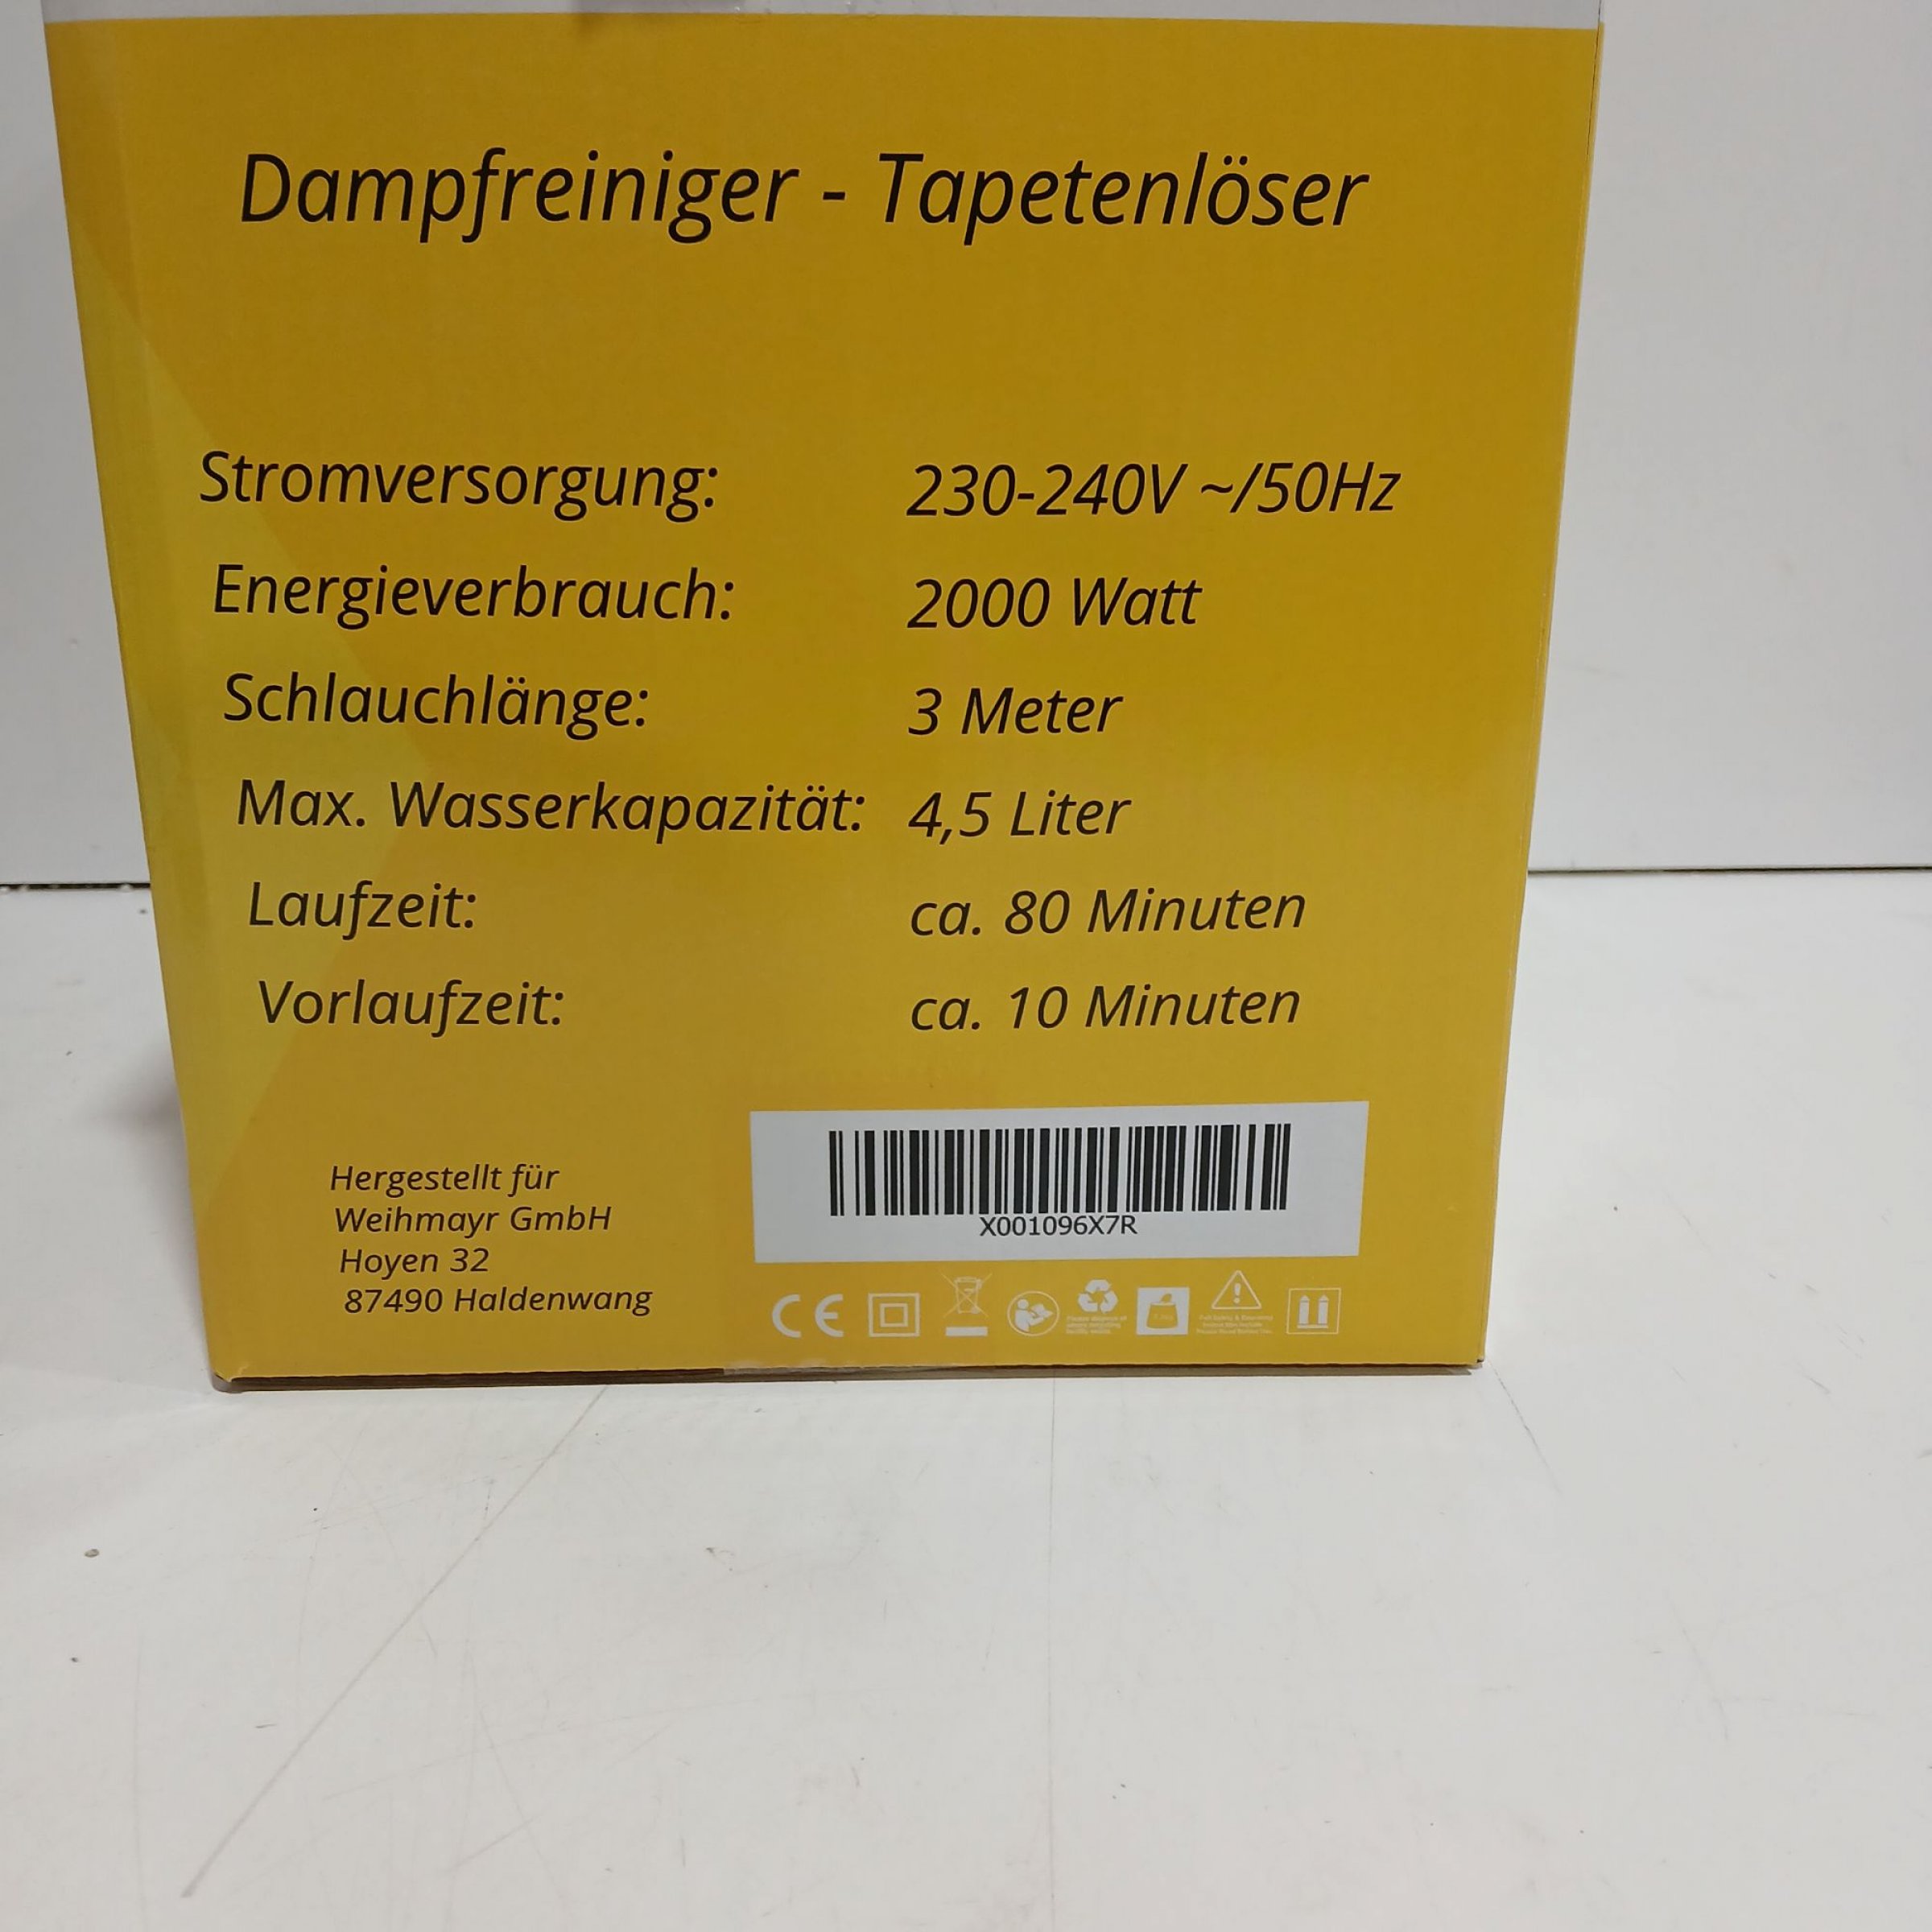 Dampfreiniger - Tapetenlöser
Stromversorgung: 230-240V ~/50Hz
Energieverbrauch: 2000 Watt
Schlauchlänge: 3 Meter
Max. Wasserkapazität: 4,5 Liter
Laufzeit: ca. 80 Minuten
Vorlaufzeit: ca. 10 Minuten
Hergestellt für
Weihmayr GmbH
Hoyen 32
87490 Haldenwang
X001096X7R
CE